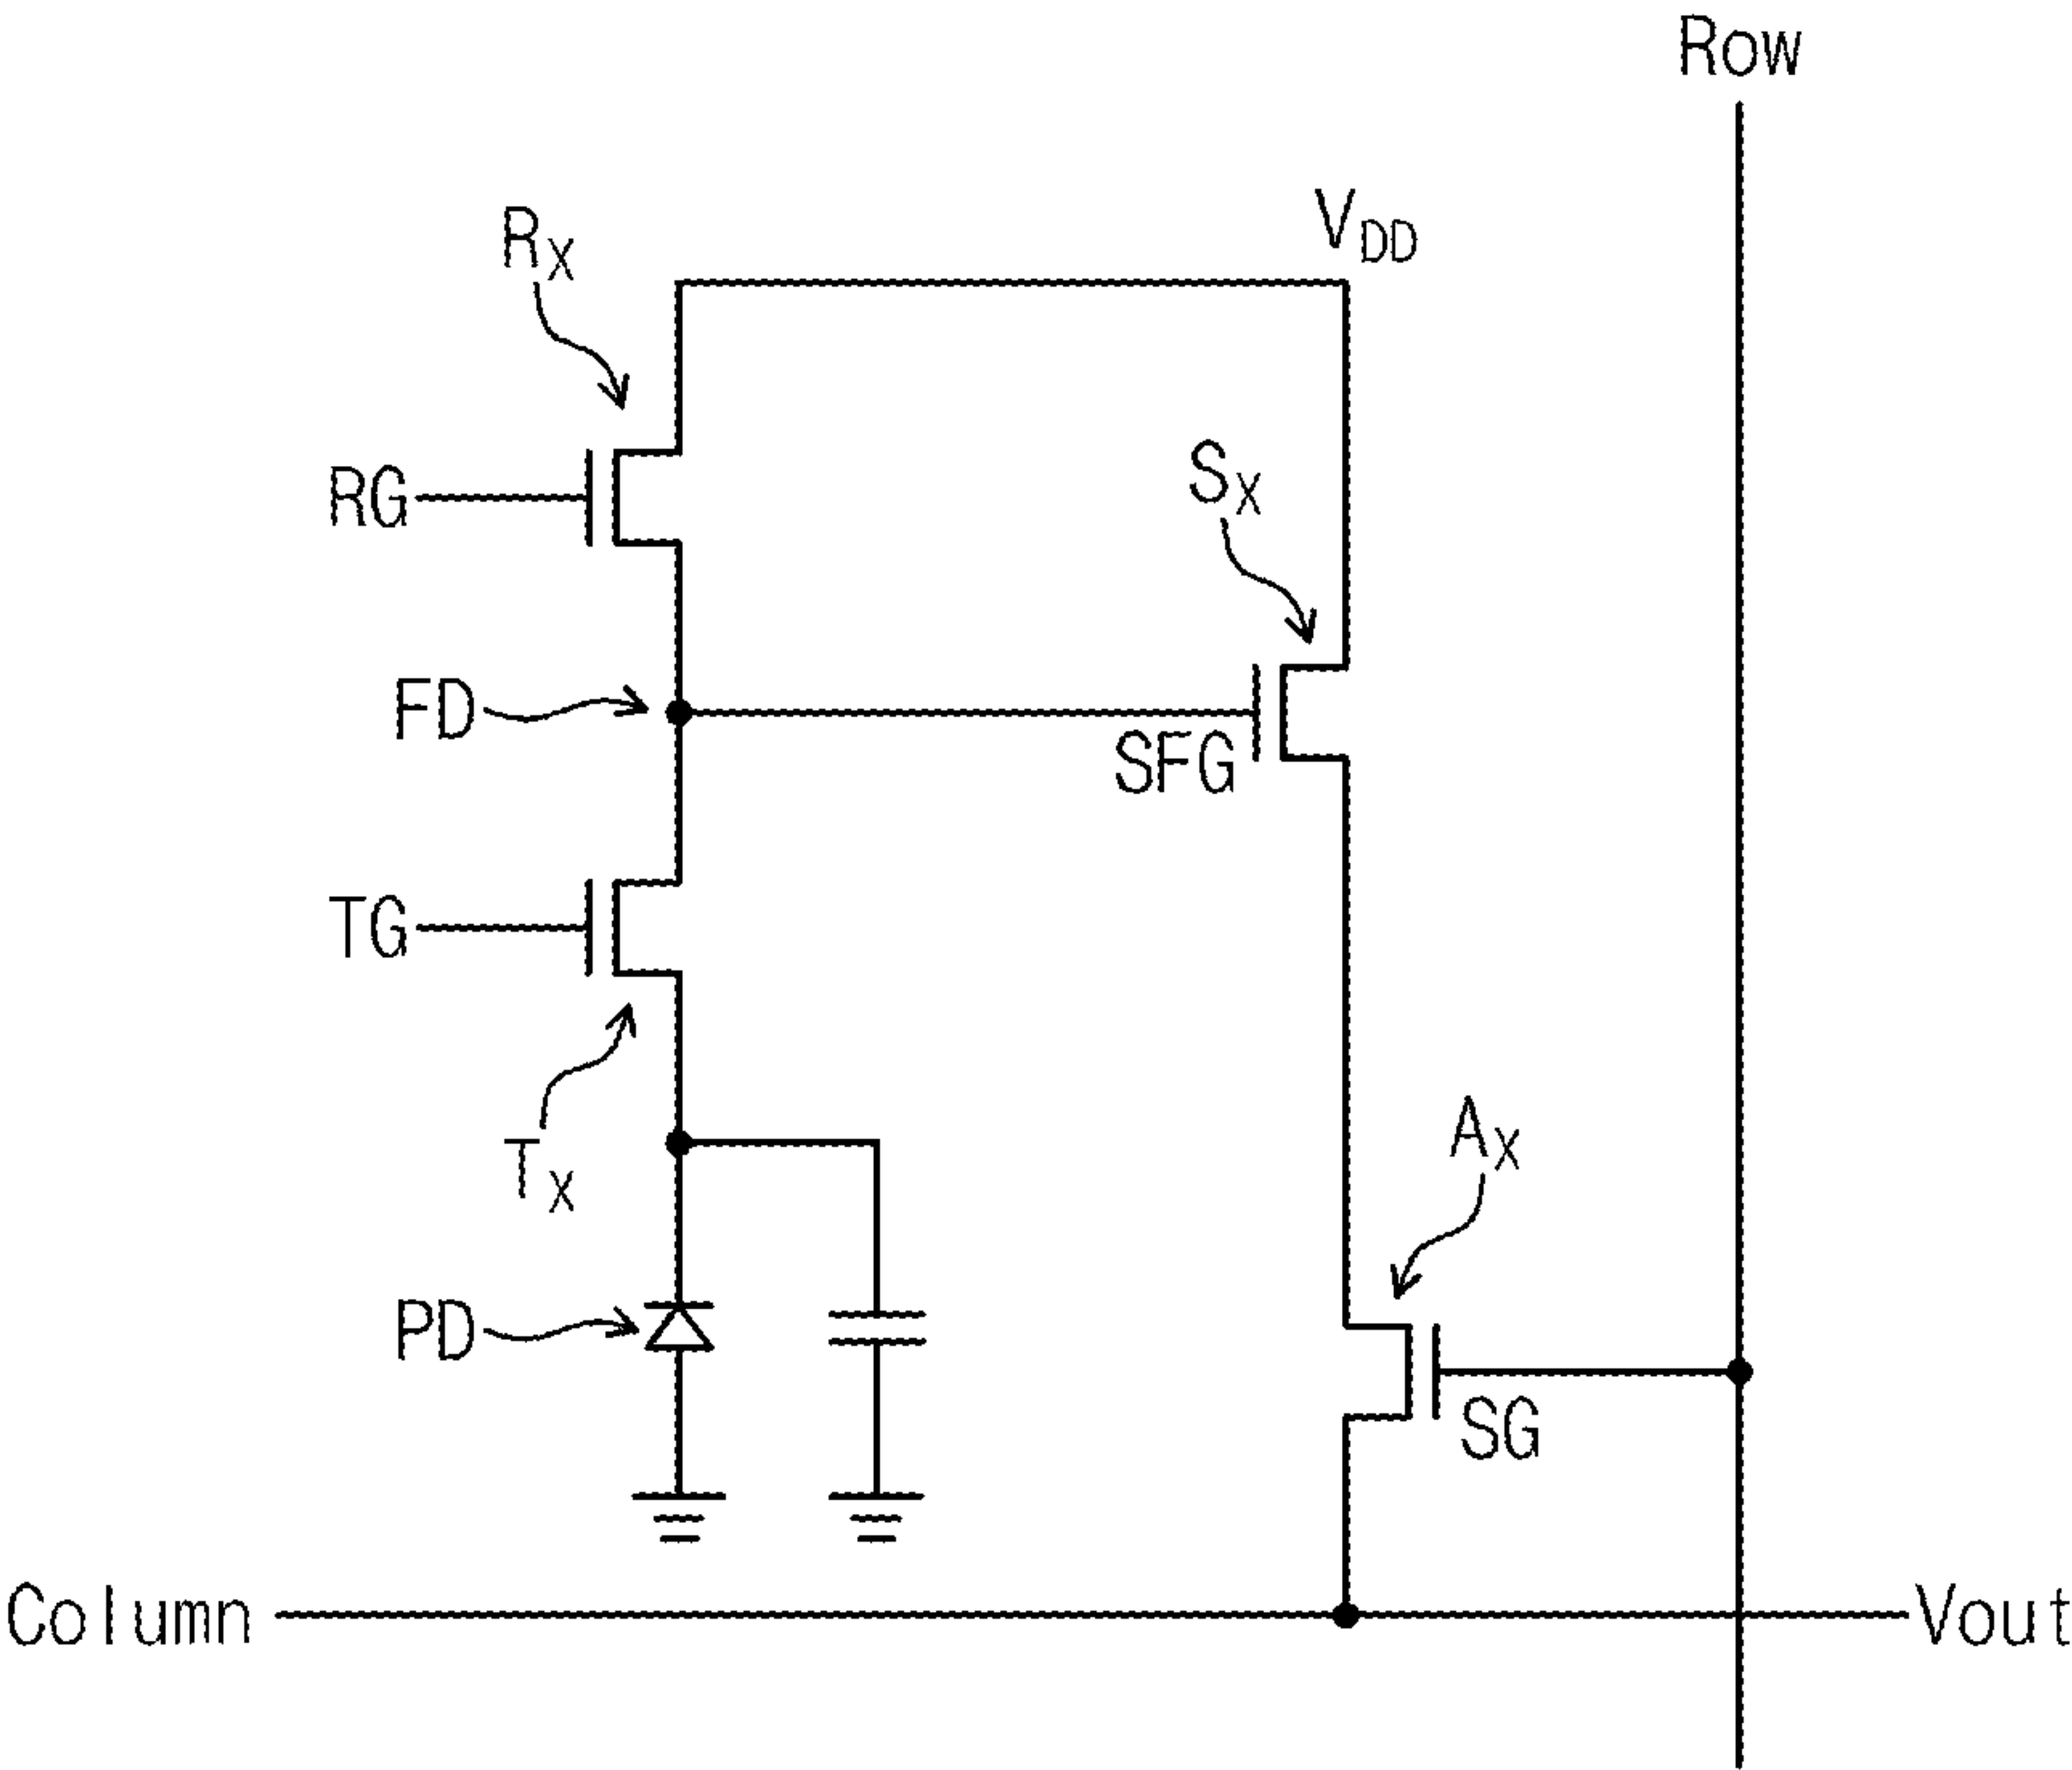 Row
VDD
RX
SX
RG
FD
SFG
TG
AX
TX
PD
SG
Column
Vout